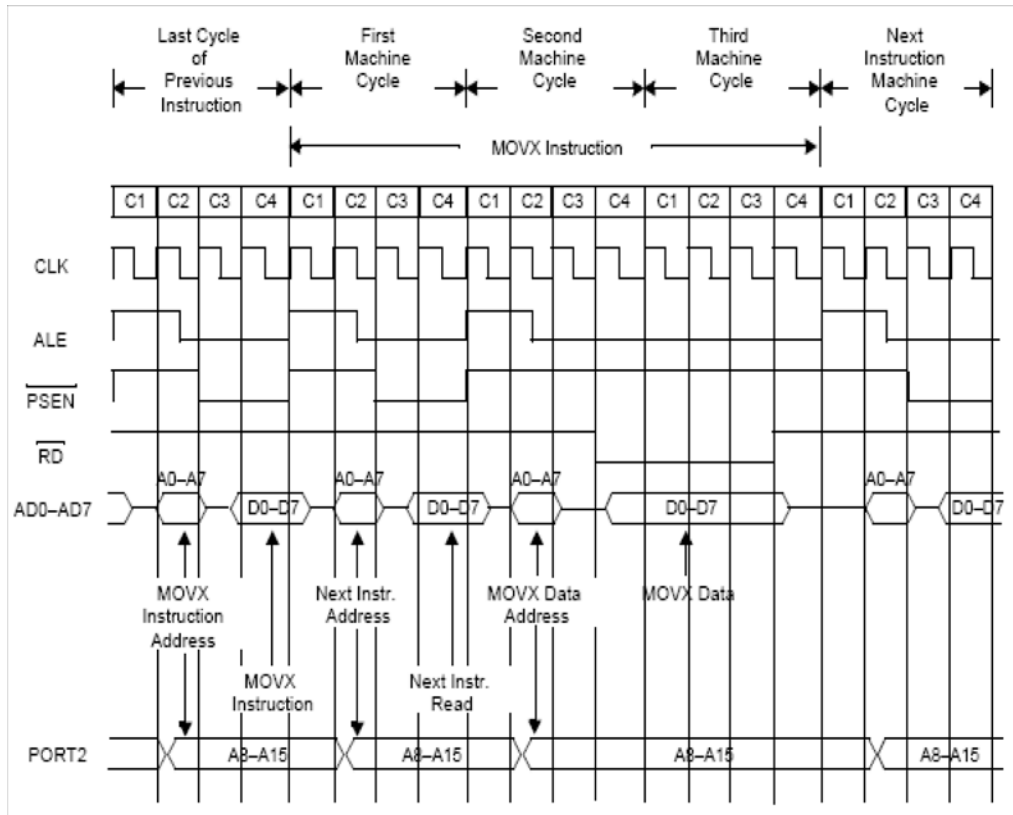 Last Cycle
of
Previous
Instruction
First
Machine
Cycle
Second
Machine
Cycle
Third
Machine
Cycle
Next
Instruction
Machine
Cycle
MOVX Instruction
C1 C2 C3 C4 C1 C2 C3 C4 C1 C2 C3 C4 C1 C2 C3 C4 C1 C2 C3 C4
CLK
ALE
PSEN
RD
A0–A7 A0–A7 A0–A7 A0–A7
AD0–AD7 D0–D7 D0–D7 D0–D7 D0–D7
MOVX
Instruction
Address
Next Instr.
Address
MOVX Data
Address
MOVX Data
MOVX
Instruction
Next Instr.
Read
PORT2 A8–A15 A8–A15 A8–A15 A8–A15